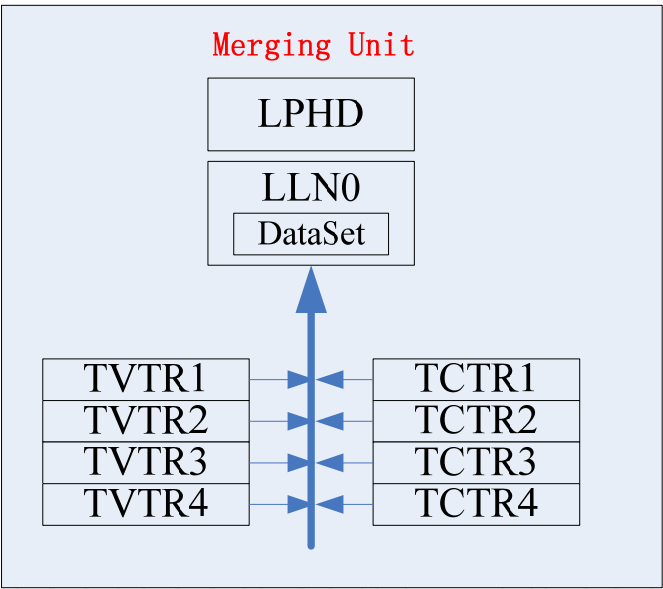 Merging Unit
LPHD
LLN0
DataSet
TVTR1
TVTR2
TVTR3
TVTR4
TCTR1
TCTR2
TCTR3
TCTR4